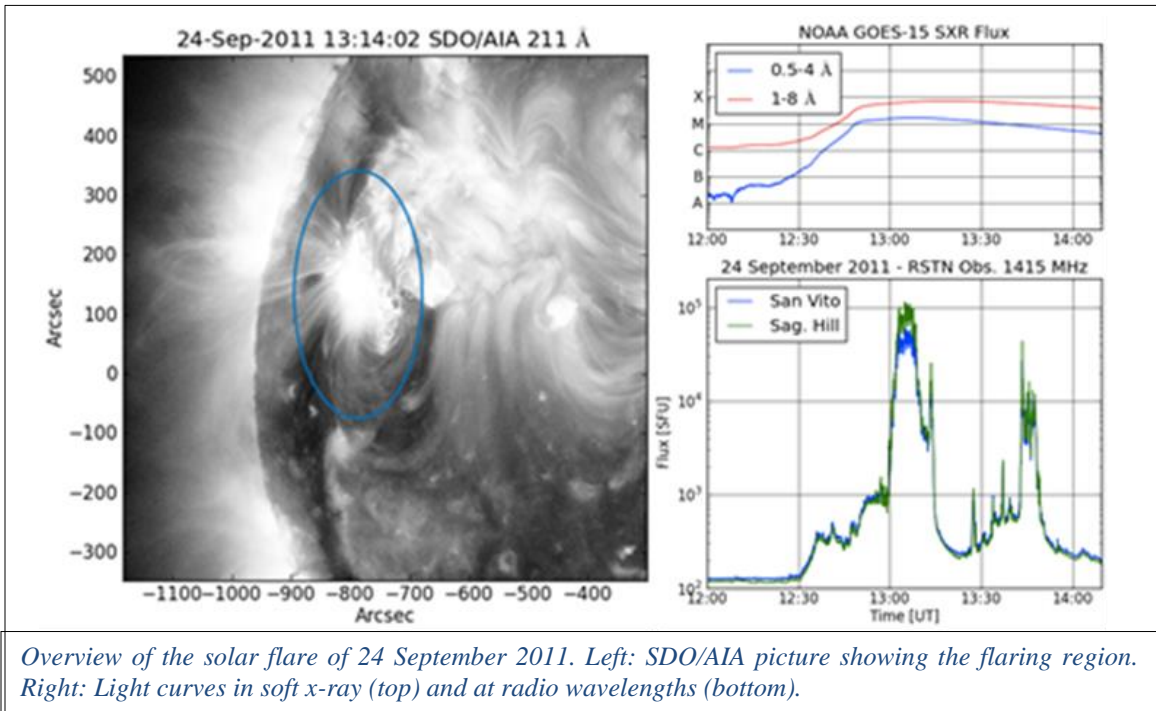 24-Sep-2011 13:14:02 SDO/AIA 211 Å
500
400
300
200
100
0
−100
−200
−300
Arcsec
−1100−1000 −900 −800 −700 −600 −500 −400
Arcsec
NOAA GOES-15 SXR Flux
0.5-4 Å
1-8 Å
X
M
C
B
A
12:00 12:30 13:00 13:30 14:00
24 September 2011 - RSTN Obs. 1415 MHz
San Vito
Sag. Hill
10⁵
10⁴
10³
10²
Flux [SFU]
12:00 12:30 13:00 13:30 14:00
Time [UT]
Overview of the solar flare of 24 September 2011. Left: SDO/AIA picture showing the flaring region.
Right: Light curves in soft x-ray (top) and at radio wavelengths (bottom).